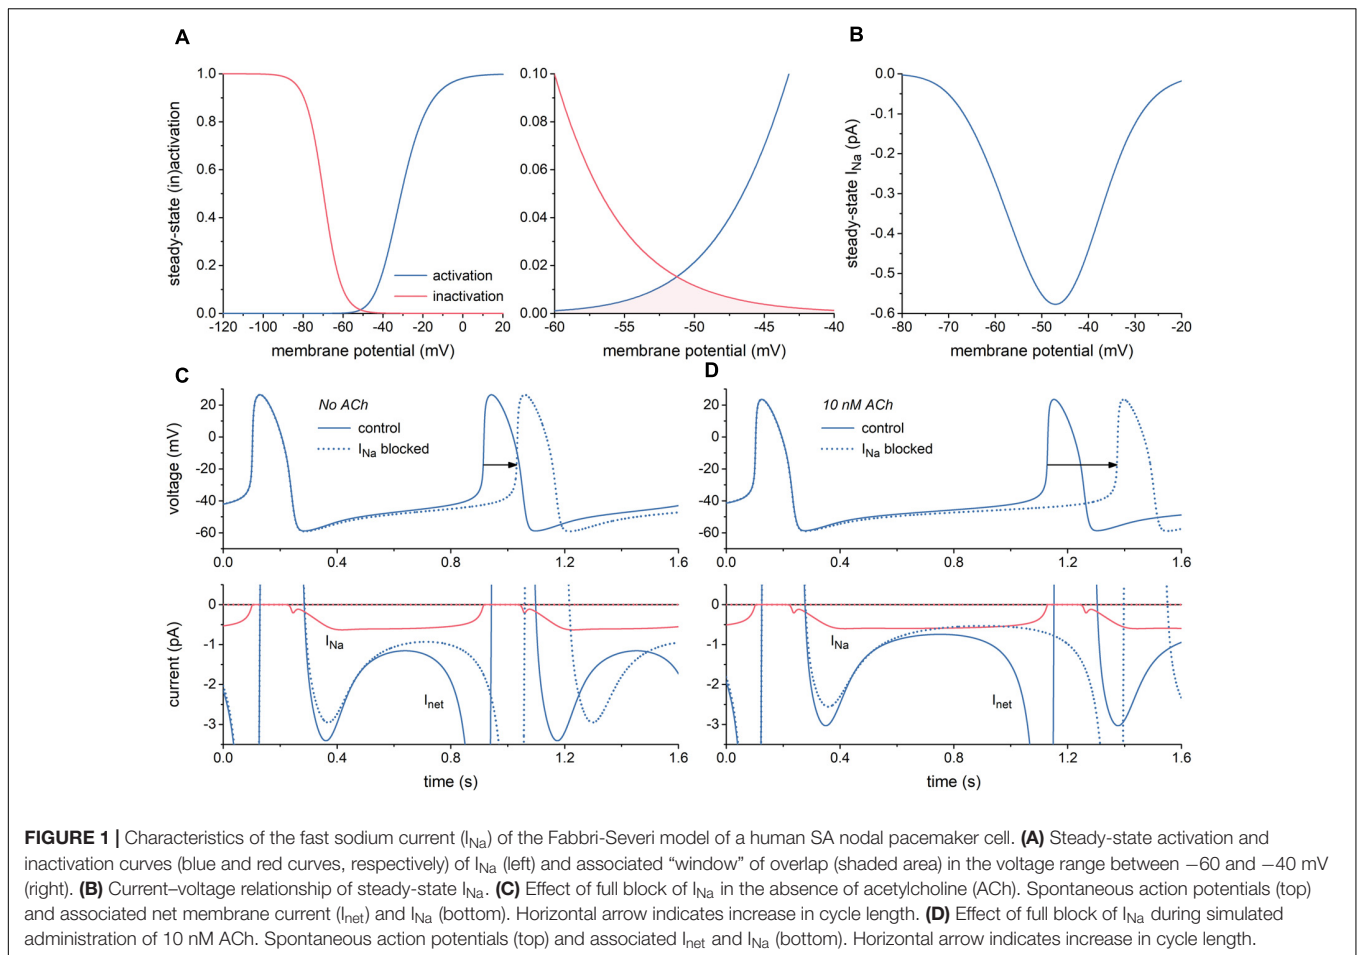 A
B
1.0
0.8
0.6
0.4
0.2
0.0
steady-state (in)activation
activation
inactivation
-120 -100 -80 -60 -40 -20 0 20
membrane potential (mV)
0.10
0.08
0.06
0.04
0.02
0.00
-60 -55 -50 -45 -40
membrane potential (mV)
0.0
-0.1
-0.2
-0.3
-0.4
-0.5
-0.6
steady-state INa (pA)
-80 -70 -60 -50 -40 -30 -20
membrane potential (mV)
C
D
20
0
-20
-40
-60
voltage (mV)
No ACh
control
INa blocked
0.0 0.4 0.8 1.2 1.6
0
-1
-2
-3
current (pA)
INa
Inet
0.0 0.4 0.8 1.2 1.6
time (s)
20
0
-20
-40
-60
voltage (mV)
10 nM ACh
control
INa blocked
0.0 0.4 0.8 1.2 1.6
0
-1
-2
-3
current (pA)
INa
Inet
0.0 0.4 0.8 1.2 1.6
time (s)
FIGURE 1 | Characteristics of the fast sodium current (INa) of the Fabbri-Severi model of a human SA nodal pacemaker cell. (A) Steady-state activation and
inactivation curves (blue and red curves, respectively) of INa (left) and associated “window” of overlap (shaded area) in the voltage range between −60 and −40 mV
(right). (B) Current–voltage relationship of steady-state INa. (C) Effect of full block of INa in the absence of acetylcholine (ACh). Spontaneous action potentials (top)
and associated net membrane current (Inet) and INa (bottom). Horizontal arrow indicates increase in cycle length. (D) Effect of full block of INa during simulated
administration of 10 nM ACh. Spontaneous action potentials (top) and associated Inet and INa (bottom). Horizontal arrow indicates increase in cycle length.